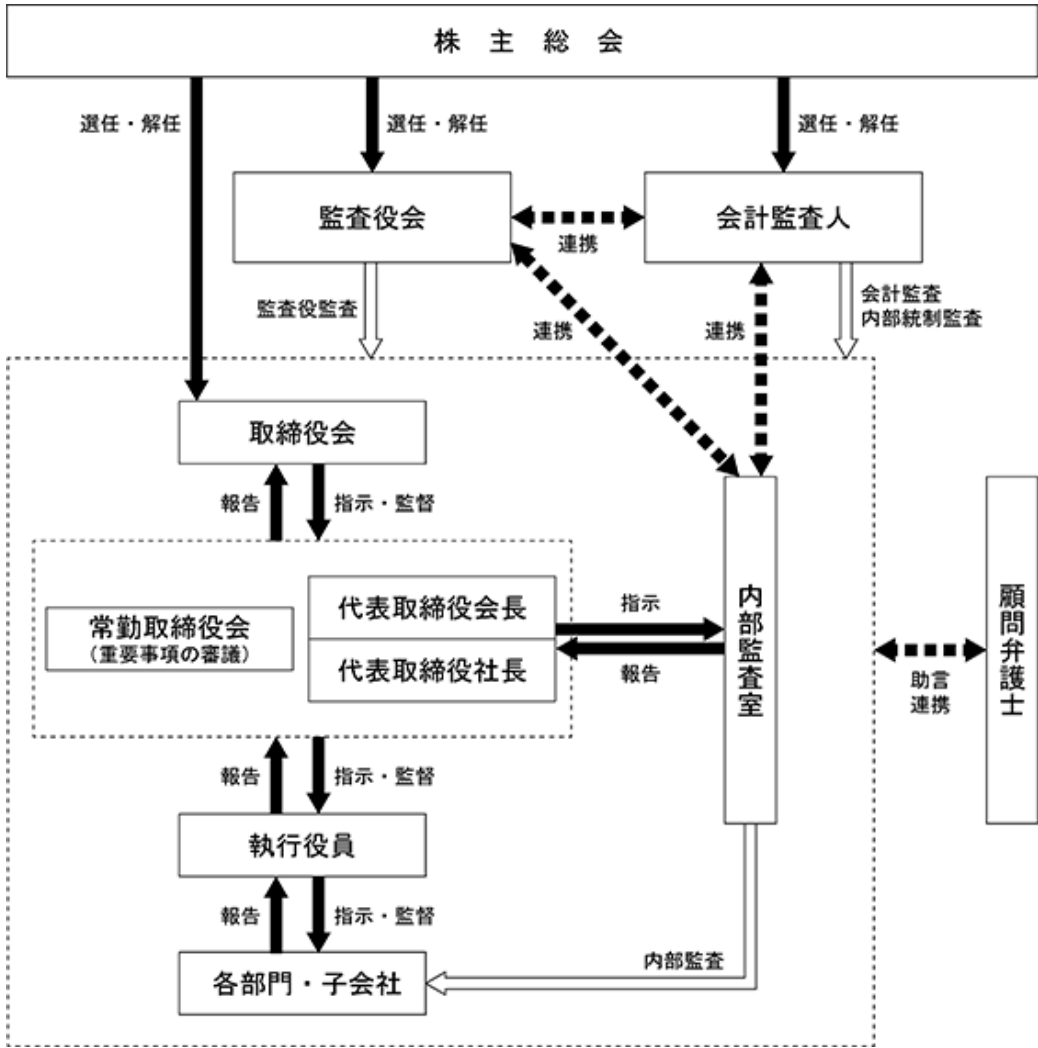 株主総会
選任・解任
選任・解任
選任・解任
監査役会
会計監査人
連携
監査役監査
連携
連携
会計監査
内部統制監査
取締役会
報告
指示・監督
常勤取締役会
(重要事項の審議)
代表取締役会長
代表取締役社長
指示
報告
内部監査室
助言
連携
顧問弁護士
報告
指示・監督
執行役員
報告
指示・監督
内部監査
各部門・子会社